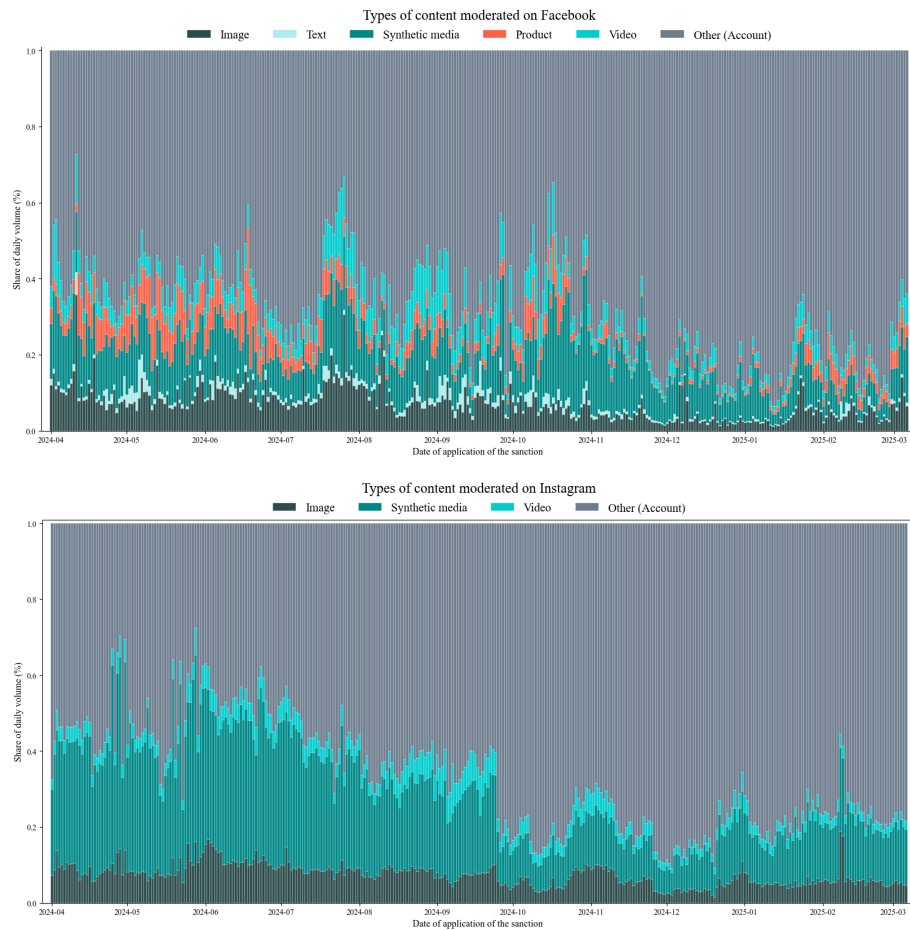 Types of content moderated on Facebook
Image Text Synthetic media Product Video Other (Account)
Share of daily volume (%)
1.0
0.8
0.6
0.4
0.2
0.0
2024-04 2024-05 2024-06 2024-07 2024-08 2024-09 2024-10 2024-11 2024-12 2025-01 2025-02 2025-03
Date of application of the sanction
Types of content moderated on Instagram
Image Synthetic media Video Other (Account)
Share of daily volume (%)
1.0
0.8
0.6
0.4
0.2
0.0
2024-04 2024-05 2024-06 2024-07 2024-08 2024-09 2024-10 2024-11 2024-12 2025-01 2025-02 2025-03
Date of application of the sanction